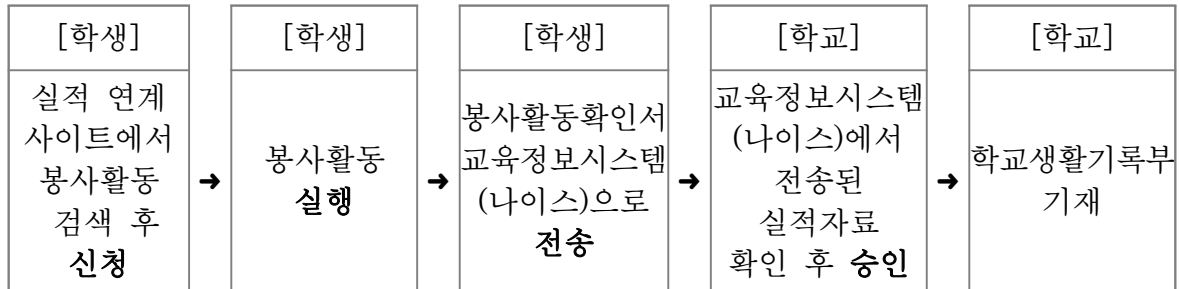 [학생]
실적 연계
사이트에서
봉사활동
검색 후
신청
➜
[학생]
봉사활동
실행
➜
[학생]
봉사활동확인서
교육정보시스템
(나이스)으로
전송
➜
[학교]
교육정보시스템
(나이스)에서
전송된
실적자료
확인 후 승인
➜
[학교]
학교생활기록부
기재